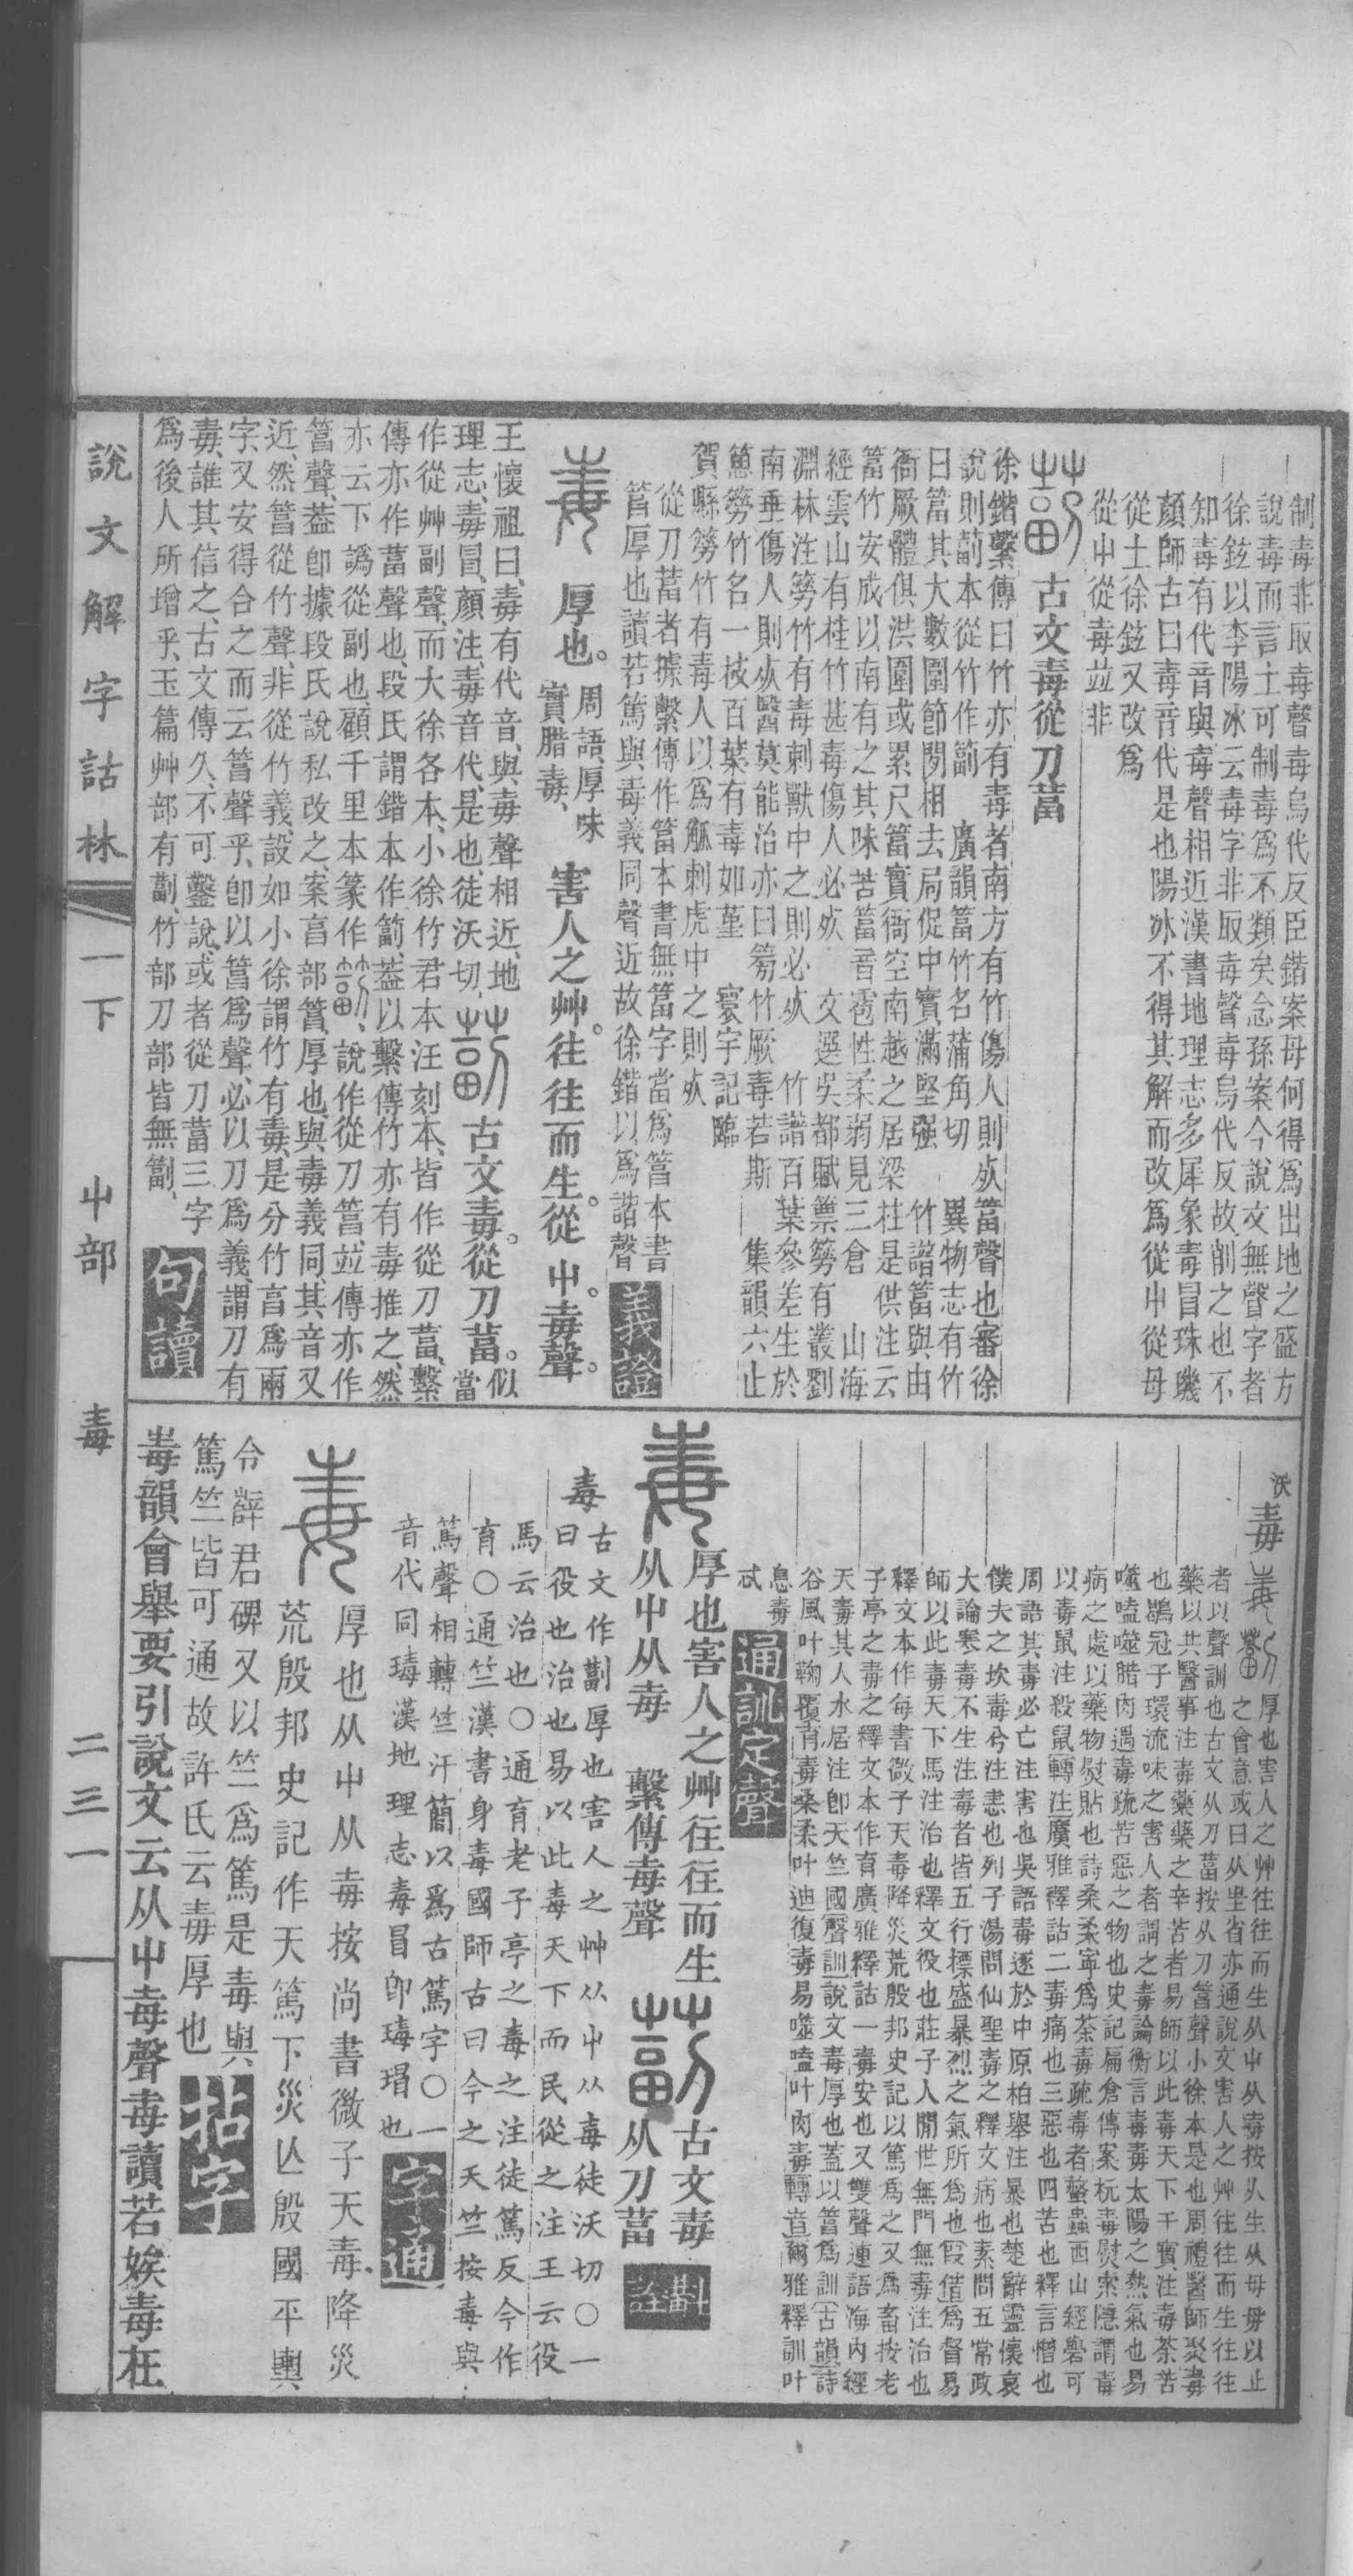 制毒非取毒聲毒烏代反臣鍇案毋何得爲出地之盛方
說毒而言土可制毒爲不類矣念孫案今說文無聲字者
徐鉉以李陽冰云毒字非取毒聲毒烏代反故削之也不
知毒有代音與毒聲相近漢書地理志多犀象毒冒珠璣
顏師古曰毒音代是也陽冰不得其解而改爲從屮從毋
從土徐鉉又改爲
從屮從毒竝非
古文毒從刀葍
徐鍇繫傳曰竹亦有毒者南方有竹傷人則死簹聲也審徐
說則䔰本從竹作 廣韻 竹名蒲角切 異物志有竹
曰 其大數圍節閒相去局促中實滿堅强 竹譜 與由
衙厥體俱洪圍或累尺 實衙空南越之居梁柱是供注云
 竹安成以南有之其味苦 音雹性柔弱見三倉 山海
經雲山有桂竹甚毒傷人必死 文選吳都賦 簩有叢劉
淵林注簩竹有毒刺獸中之則必死 竹譜百葉參差生於
南垂傷人則死醫莫能治亦曰簩竹厥毒若斯 集韻六止
 簩竹名一枝百葉有毒如堇 寰宇記臨
賀縣簩竹有毒人以爲觚刺虎中之則死
從刀葍者據繫傳作 本書無 字當爲筥本書
筥厚也讀若篤與毒義同聲近故徐鍇以爲諧聲 義證
厚也。周語厚味實腊毒、害人之艸。往往而生。從屮。毒聲。
王懷祖曰、毒有代音、與毒聲相近、地
理志、毒冒、顏注、毒音代、是也、徒沃切、 古文毒。從刀葍。似當
作從艸副聲、而大徐各本、小徐竹君本汪刻本、皆作從刀葍、繫
傳亦作葍聲也、段氏謂鍇本作 、蓋以繫傳竹亦有毒推之、然
亦云下譌從副也、顧千里本篆作 、說作從刀筥、竝傳亦作
筥聲、蓋卽據段氏說私改之、案亯部筥、厚也、與毒義同、其音又
近、然筥從竹聲、非從竹義、設如小徐謂竹有毒、是分竹亯爲兩
字、又安得合之而云筥聲乎、卽以筥爲聲、必以刀爲義、謂刀有
毒、誰其信之、古文傳久、不可鑿說、或者從刀葍三字
爲後人所增乎、玉篇艸部有 、竹部刀部皆無 、 句讀
說文解字詁林 一下 屮部 毒 二三一
沃
毒 厚也害人之艸往往而生从屮从毒按从生从毋毋以止
之會意或曰从坴省亦通說文害人之艸往往而生往往
者以聲訓也古文从刀葍按从刀筥聲小徐本是也周禮醫師聚毒
藥以共醫事注毒藥藥之辛苦者易師以此毒天下干寶注毒荼苦
也鶡冠子環流味之害人者謂之毒論衡言毒毒太陽之熱氣也易
噬嗑噬腊肉遇毒疏苦惡之物也史記扁倉傳案杬毒熨索隱謂毒
病之處以藥物熨貼也詩桑柔寧爲荼毒疏毒者螫蟲西山經礜可
以毒鼠注殺鼠轉注廣雅釋詁二毒痛也三惡也四苦也釋言憎也
周語其毒必亡注害也吳語毒逐於中原柏舉注暴也楚辭靈懷哀
僕夫之坎毒兮注恚也列子湯問仙聖毒之釋文病也素問五常政
大論寒毒不生注毒者皆五行標盛暴烈之氣所爲也叚借爲督易
師以此毒天下馬注治也釋文役也莊子人閒世無門無毒注治也
釋文本作每書微子天毒降災荒殷邦史記以篤爲之又爲畜按老
子亭之毒之釋文本作育廣雅釋詁一毒安也又雙聲連語海內經
天毒其人水居注卽天竺國聲訓說文毒厚也蓋以筥爲訓古韻詩
谷風叶鞠覆育毒桑柔叶迪復毒易噬嗑叶肉毒轉音爾雅釋訓叶
息毒
忒 通訓定聲
厚也害人之艸往往而生 古文毒
从屮从毒 繫傳毒聲 从刀葍 斠詮
毒
古文作 厚也害人之艸从屮从毒徒沃切〇一
曰役也治也易以此毒天下而民從之注王云役
馬云治也〇通育老子亭之毒之注徒篤反今作
育〇通竺漢書身毒國師古曰今之天竺按毒與
篤聲相轉竺汗簡以爲古篤字〇一
音代同瑇漢地理志毒冒卽瑇瑁也 字通
厚也从屮从毒按尚書微子天毒降災
荒殷邦史記作天篤下災亾殷國平輿
令薛君碑又以竺爲篤是毒與
篤竺皆可通故許氏云毒厚也 拈字
毒韻會舉要引說文云从屮毒聲毒讀若娭毒在